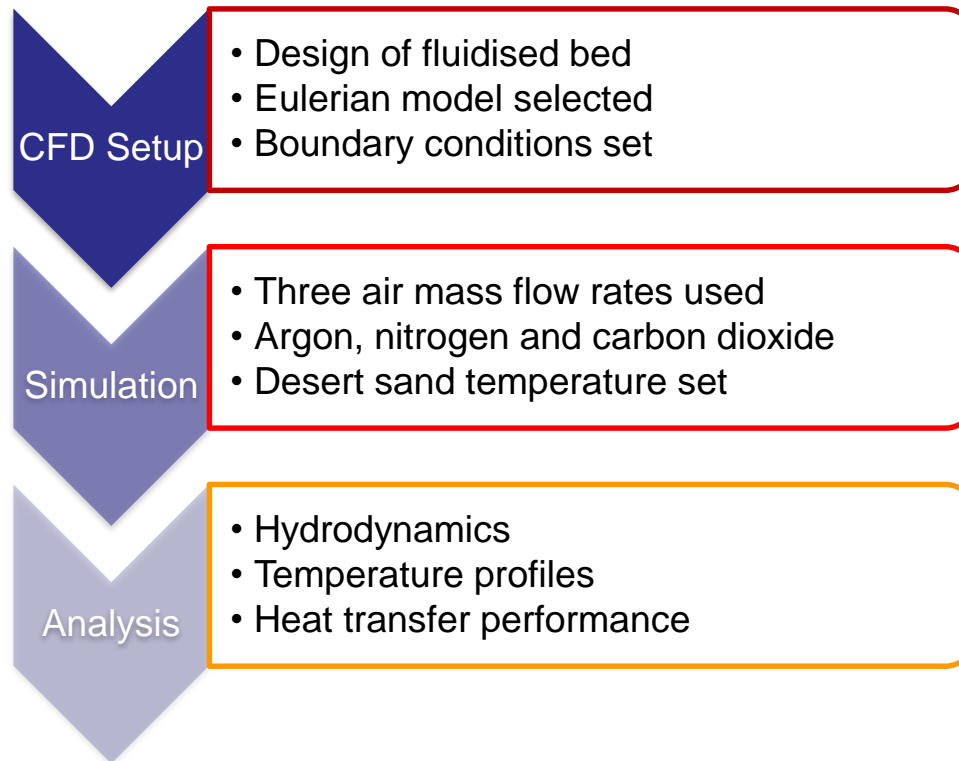 CFD Setup
• Design of fluidised bed
• Eulerian model selected
• Boundary conditions set
Simulation
• Three air mass flow rates used
• Argon, nitrogen and carbon dioxide
• Desert sand temperature set
Analysis
• Hydrodynamics
• Temperature profiles
• Heat transfer performance